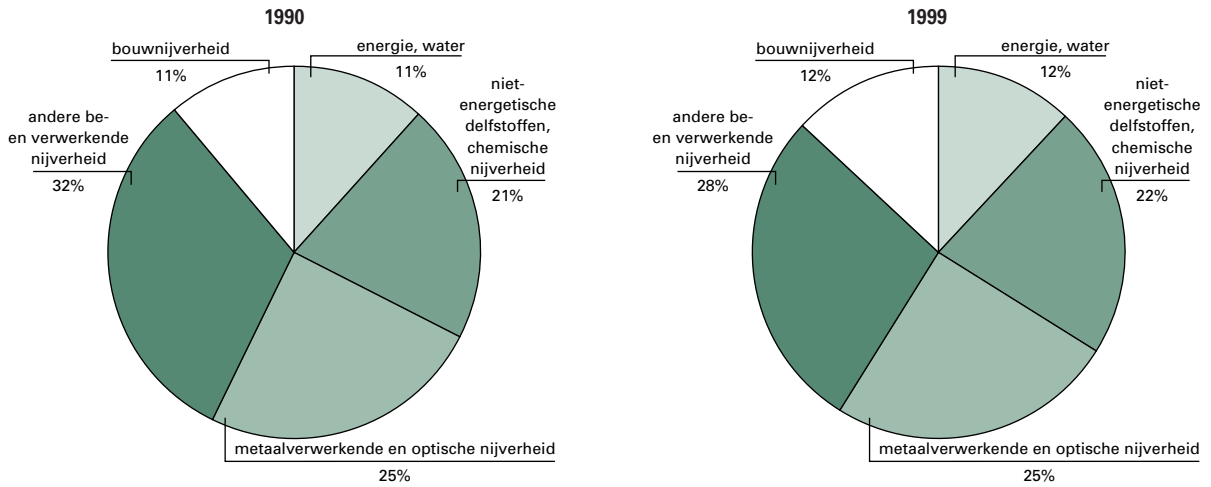 1990
bouwnijverheid
11%
energie, water
11%
niet-
energetische
delfstoffen,
chemische
nijverheid
21%
andere be-
en verwerkende
nijverheid
32%
metaalverwerkende en optische nijverheid
25%
1999
bouwnijverheid
12%
energie, water
12%
niet-
energetische
delfstoffen,
chemische
nijverheid
22%
andere be-
en verwerkende
nijverheid
28%
metaalverwerkende en optische nijverheid
25%